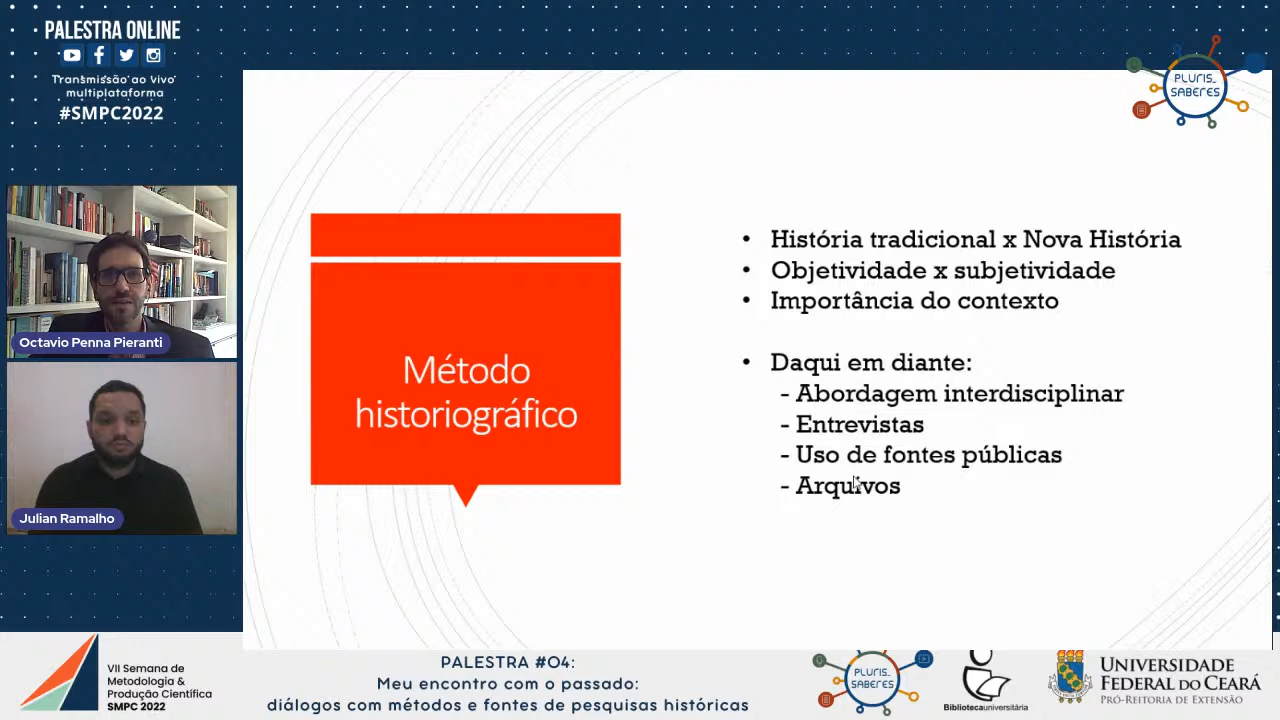 PALESTRA ONLINE
Transmissão ao vivo
multiplataforma
#SMPC2022
PLURIS_
SABERES
Octavio Penna Pieranti
Julian Ramalho
Método
historiográfico
• História tradicional x Nova História
• Objetividade x subjetividade
• Importância do contexto
• Daqui em diante:
- Abordagem interdisciplinar
- Entrevistas
- Uso de fontes públicas
- Arquivos
VII Semana de
Metodologia &
Produção Científica
SMPC 2022
PALESTRA #04:
Meu encontro com o passado:
diálogos com métodos e fontes de pesquisas históricas
PLURIS_
SABERES
Bibliotecauniversitária
UNIVERSIDADE
FEDERAL DO CEARÁ
PRÓ-REITORIA DE EXTENSÃO